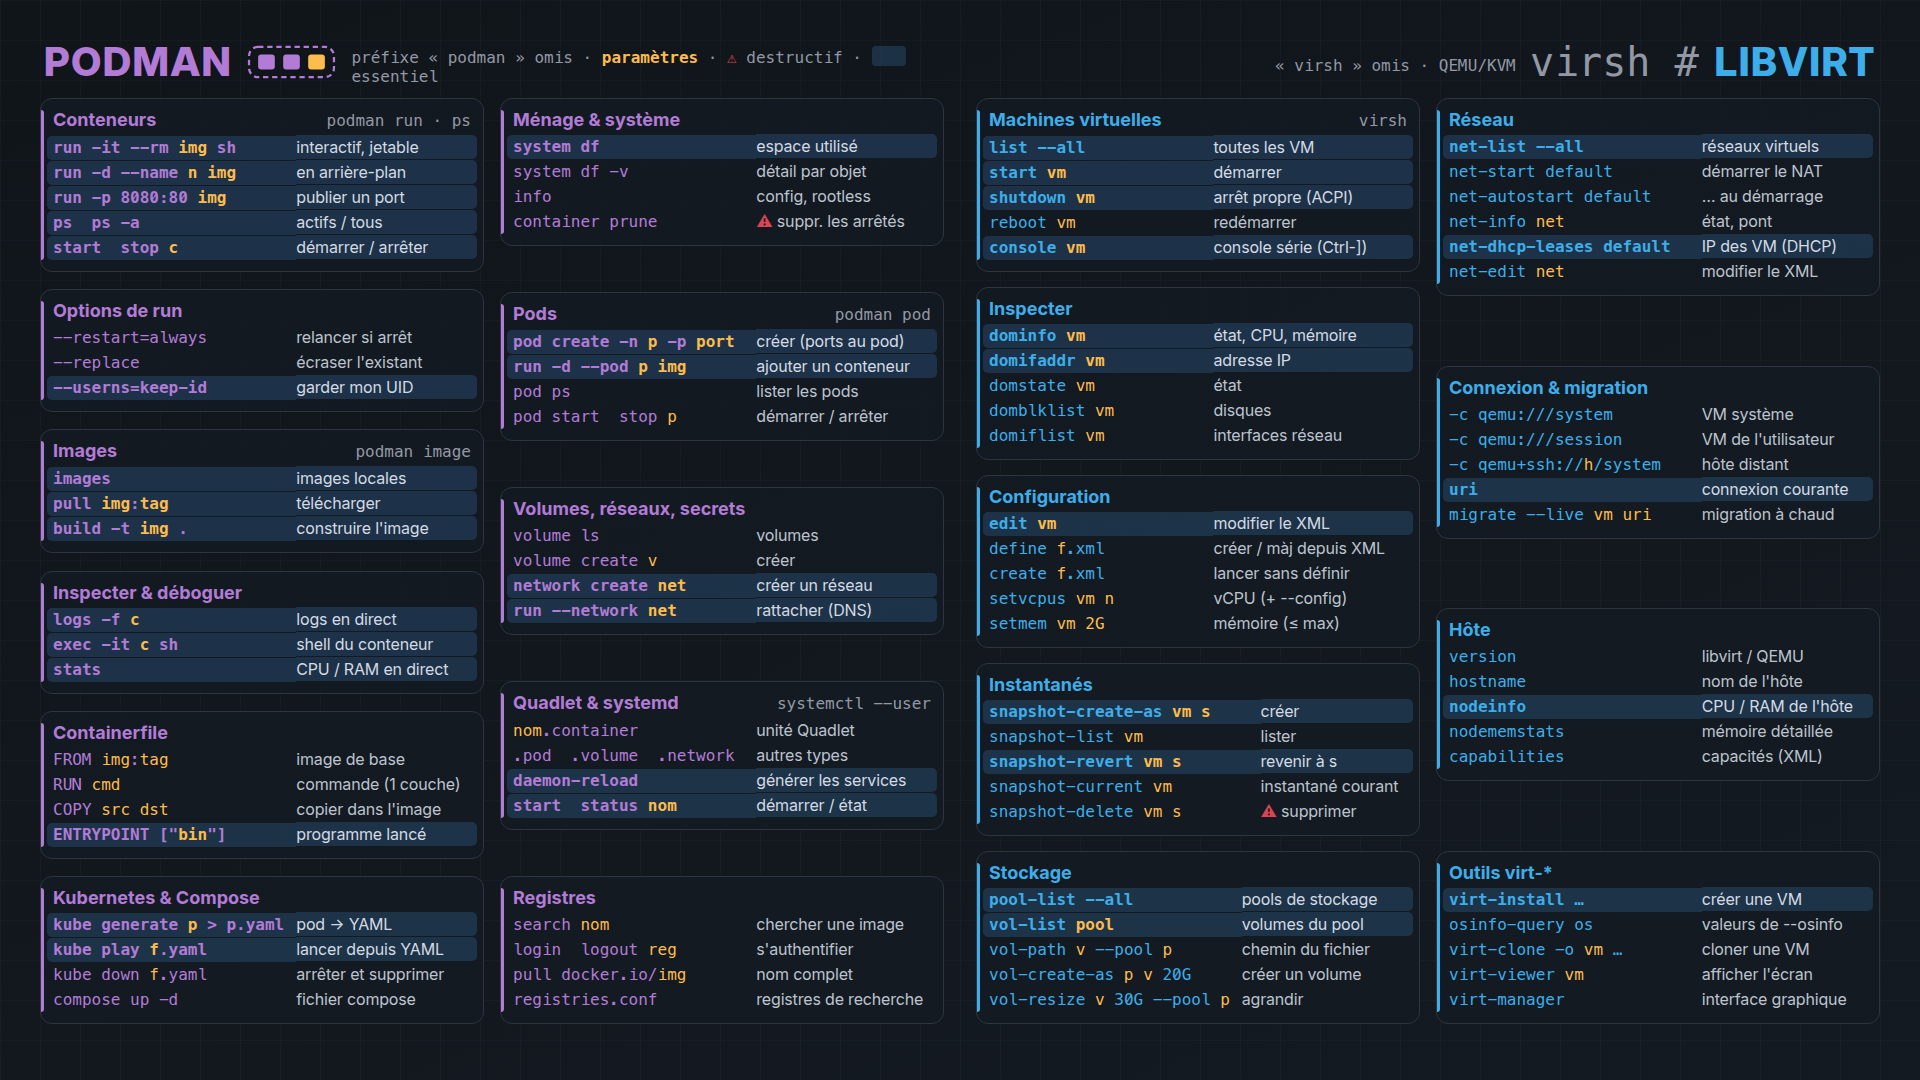 PODMAN
préfixe « podman » omis · paramètres · ⚠ destructif ·
essentiel
Conteneurs podman run · ps
run -it --rm img sh interactif, jetable
run -d --name n img en arrière-plan
run -p 8080:80 img publier un port
ps ps -a actifs / tous
start stop c démarrer / arrêter
Options de run
--restart=always relancer si arrêt
--replace écraser l'existant
--userns=keep-id garder mon UID
Images podman image
images images locales
pull img:tag télécharger
build -t img . construire l'image
Inspecter & déboguer
logs -f c logs en direct
exec -it c sh shell du conteneur
stats CPU / RAM en direct
Containerfile
FROM img:tag image de base
RUN cmd commande (1 couche)
COPY src dst copier dans l'image
ENTRYPOINT ["bin"] programme lancé
Kubernetes & Compose
kube generate p > p.yaml pod → YAML
kube play f.yaml lancer depuis YAML
kube down f.yaml arrêter et supprimer
compose up -d fichier compose
Ménage & système
system df espace utilisé
system df -v détail par objet
info config, rootless
container prune ⚠ suppr. les arrêtés
Pods podman pod
pod create -n p -p port créer (ports au pod)
run -d --pod p img ajouter un conteneur
pod ps lister les pods
pod start stop p démarrer / arrêter
Volumes, réseaux, secrets
volume ls volumes
volume create v créer
network create net créer un réseau
run --network net rattacher (DNS)
Quadlet & systemd systemctl --user
nom.container unité Quadlet
.pod .volume .network autres types
daemon-reload générer les services
start status nom démarrer / état
Registres
search nom chercher une image
login logout reg s'authentifier
pull docker.io/img nom complet
registries.conf registres de recherche
« virsh » omis · QEMU/KVM virsh # LIBVIRT
Machines virtuelles virsh
list --all toutes les VM
start vm démarrer
shutdown vm arrêt propre (ACPI)
reboot vm redémarrer
console vm console série (Ctrl-])
Inspecter
dominfo vm état, CPU, mémoire
domifaddr vm adresse IP
domstate vm état
domblklist vm disques
domiflist vm interfaces réseau
Configuration
edit vm modifier le XML
define f.xml créer / màj depuis XML
create f.xml lancer sans définir
setvcpus vm n vCPU (+ --config)
setmem vm 2G mémoire (≤ max)
Instantanés
snapshot-create-as vm s créer
snapshot-list vm lister
snapshot-revert vm s revenir à s
snapshot-current vm instantané courant
snapshot-delete vm s ⚠ supprimer
Stockage
pool-list --all pools de stockage
vol-list pool volumes du pool
vol-path v --pool p chemin du fichier
vol-create-as p v 20G créer un volume
vol-resize v 30G --pool p agrandir
Réseau
net-list --all réseaux virtuels
net-start default démarrer le NAT
net-autostart default … au démarrage
net-info net état, pont
net-dhcp-leases default IP des VM (DHCP)
net-edit net modifier le XML
Connexion & migration
-c qemu:///system VM système
-c qemu:///session VM de l'utilisateur
-c qemu+ssh://h/system hôte distant
uri connexion courante
migrate --live vm uri migration à chaud
Hôte
version libvirt / QEMU
hostname nom de l'hôte
nodeinfo CPU / RAM de l'hôte
nodememstats mémoire détaillée
capabilities capacités (XML)
Outils virt-*
virt-install … créer une VM
osinfo-query os valeurs de --osinfo
virt-clone -o vm … cloner une VM
virt-viewer vm afficher l'écran
virt-manager interface graphique